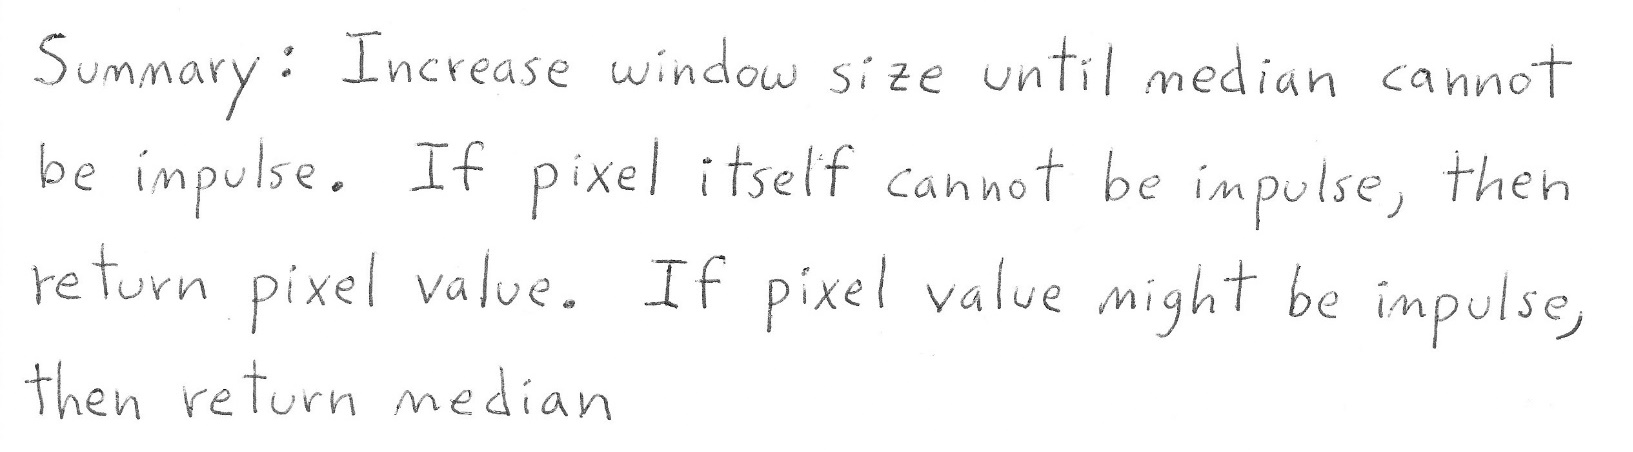 Summary: Increase window size until median cannot
be impulse. If pixel itself cannot be impulse, then
return pixel value. If pixel value might be impulse,
then return median